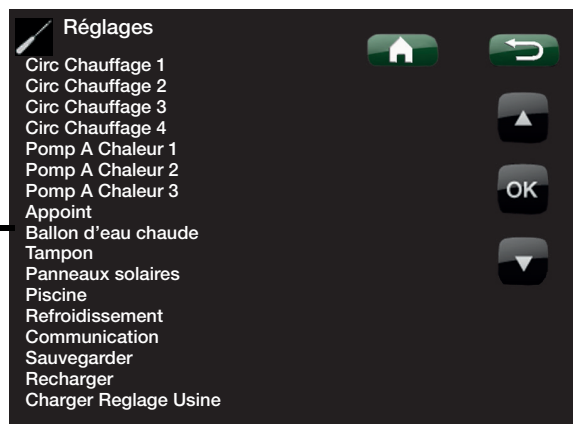 Réglages
Circ Chauffage 1
Circ Chauffage 2
Circ Chauffage 3
Circ Chauffage 4
Pomp A Chaleur 1
Pomp A Chaleur 2
Pomp A Chaleur 3
Appoint
Ballon d'eau chaude
Tampon
Panneaux solaires
Piscine
Refroidissement
Communication
Sauvegarder
Recharger
Charger Reglage Usine
OK